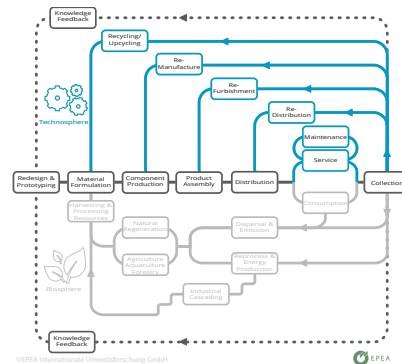 Knowledge
Feedback
Recycling/
Upcycling
Re-
Manufacture
Re-
Furbishment
Re-
Distribution
Technosphere
Maintenance
Service
Redesign &
Prototyping
Material
Formulation
Component
Production
Product
Assembly
Distribution
Collection
Consumption
Harvesting &
Processing
Resources
Natural
Regeneration
Dispersal &
Emission
Agriculture
Aquaculture
Forestry
Reprocess &
Energy
Production
Biosphere
Industrial
Cascading
Knowledge
Feedback
©EPEA Internationale Umweltforschung GmbH
EPEA